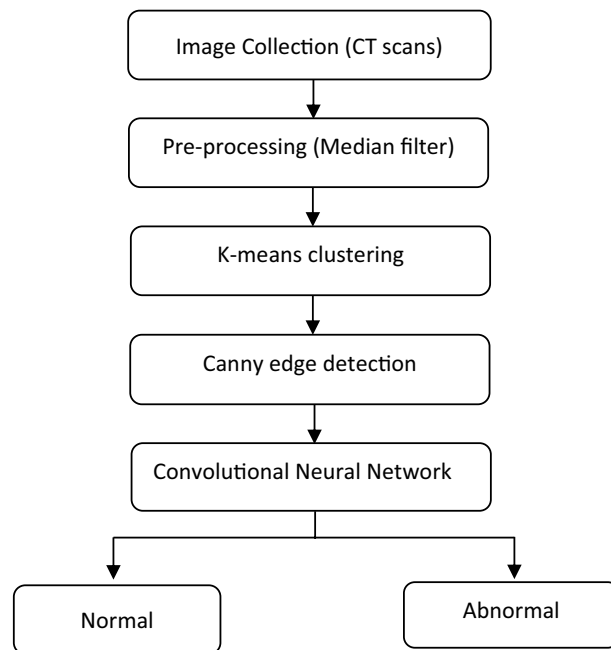 Image Collection (CT scans)
Pre-processing (Median filter)
K-means clustering
Canny edge detection
Convolutional Neural Network
Normal
Abnormal